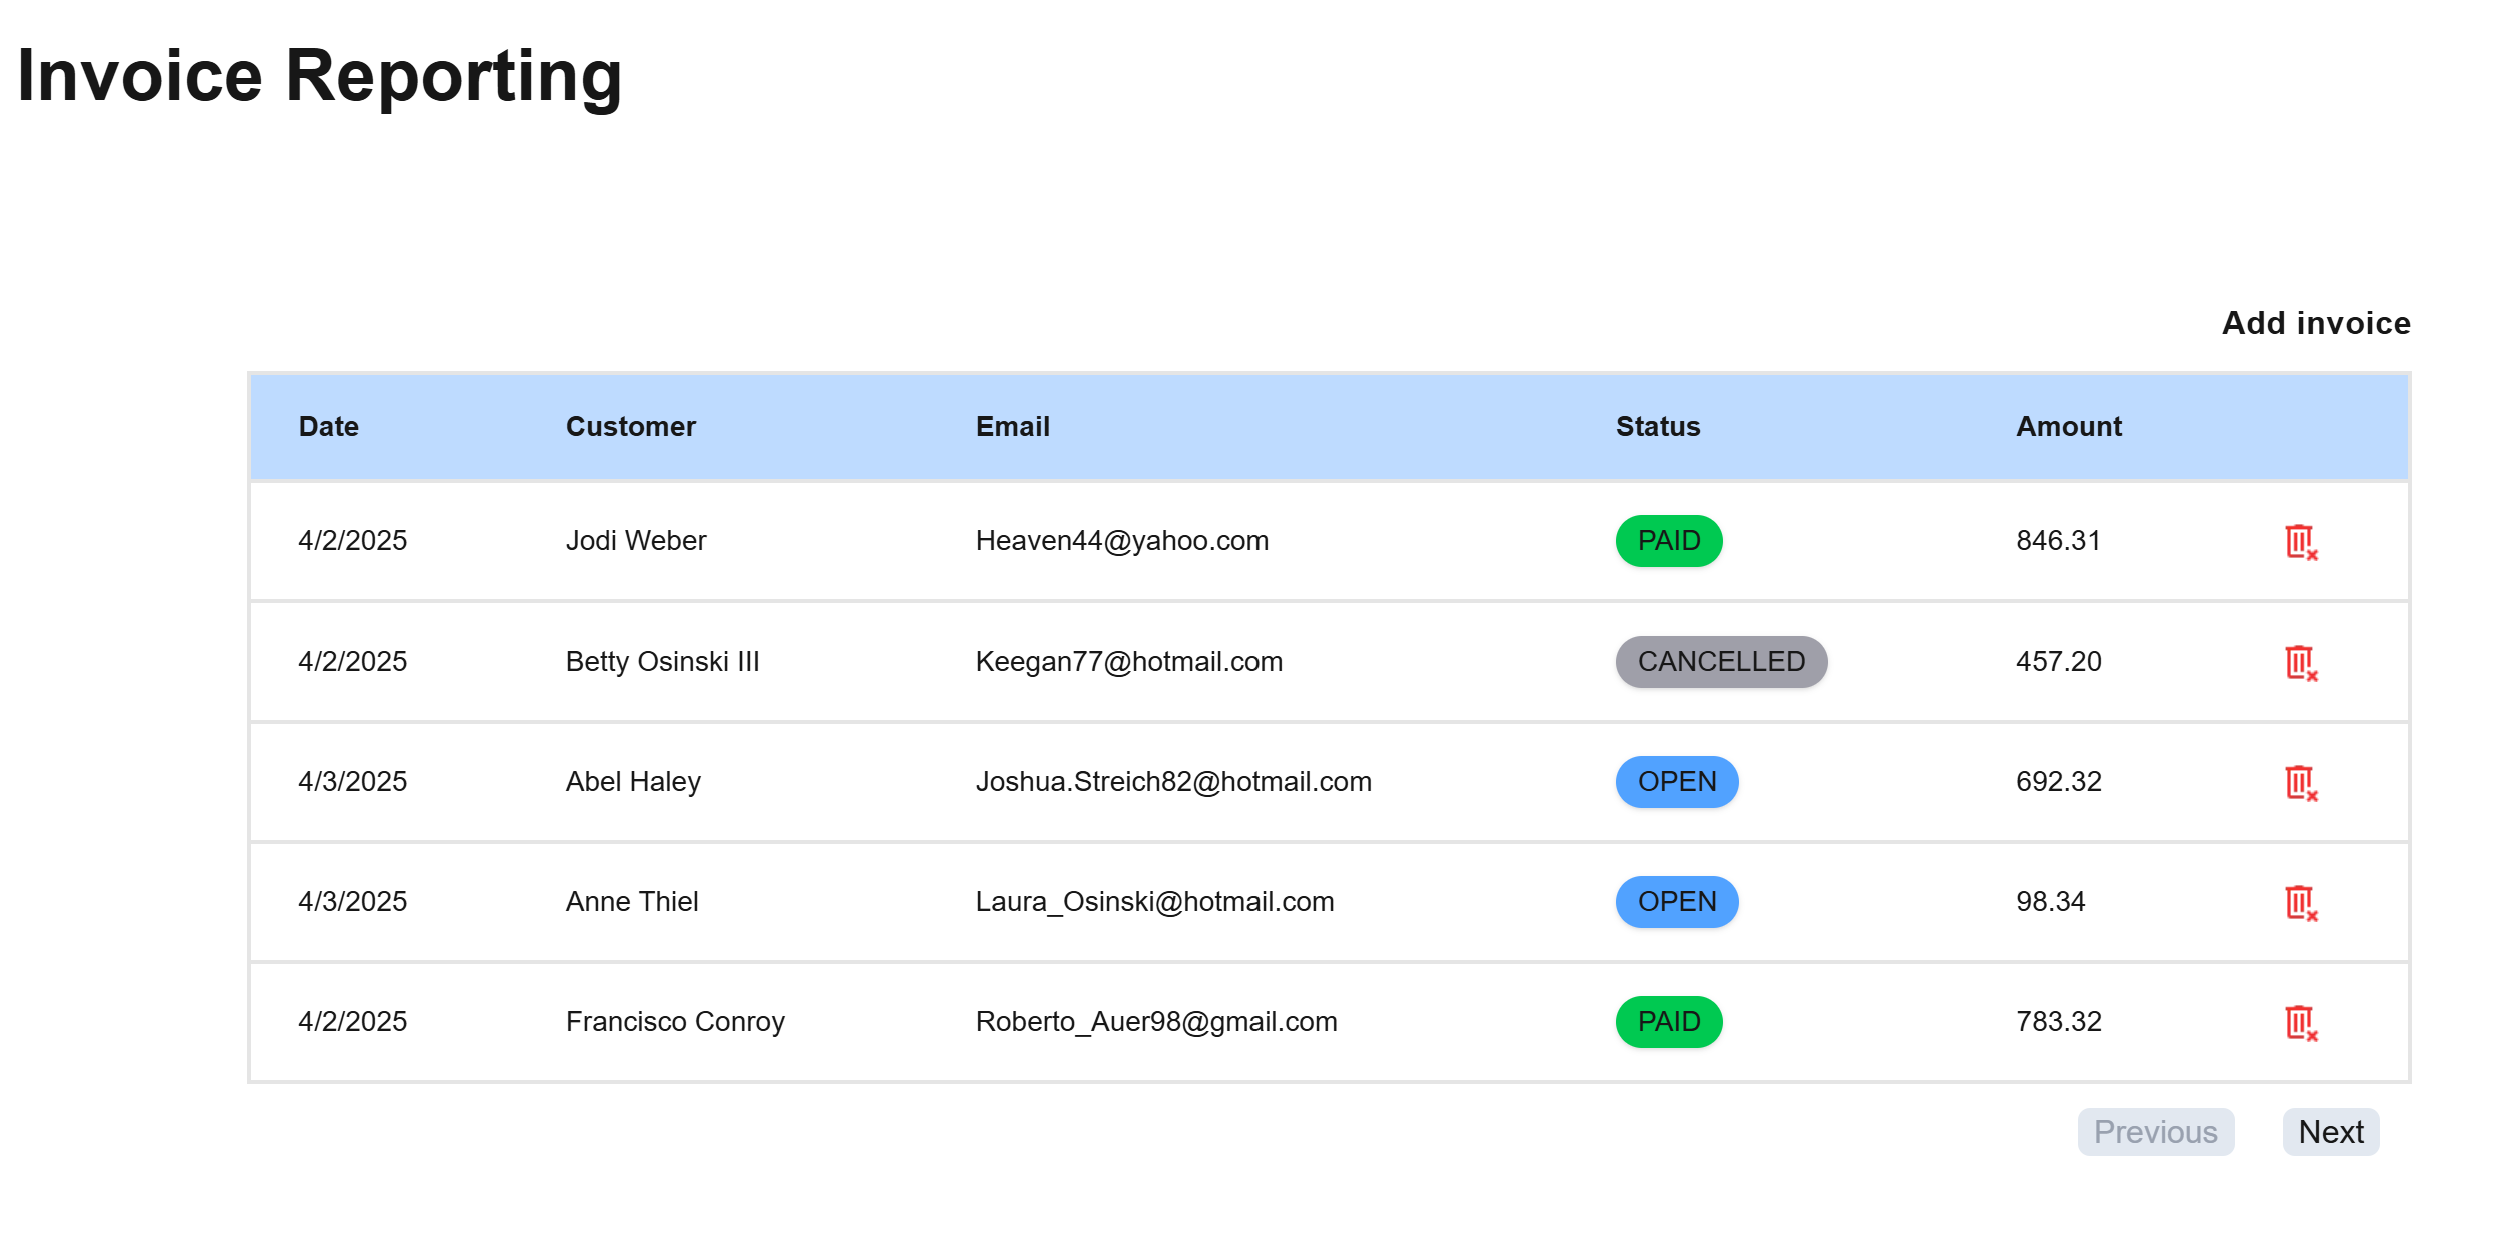 Invoice Reporting
Add invoice
Date Customer Email Status Amount
4/2/2025 Jodi Weber Heaven44@yahoo.com PAID 846.31
4/2/2025 Betty Osinski III Keegan77@hotmail.com CANCELLED 457.20
4/3/2025 Abel Haley Joshua.Streich82@hotmail.com OPEN 692.32
4/3/2025 Anne Thiel Laura_Osinski@hotmail.com OPEN 98.34
4/2/2025 Francisco Conroy Roberto_Auer98@gmail.com PAID 783.32
Previous Next